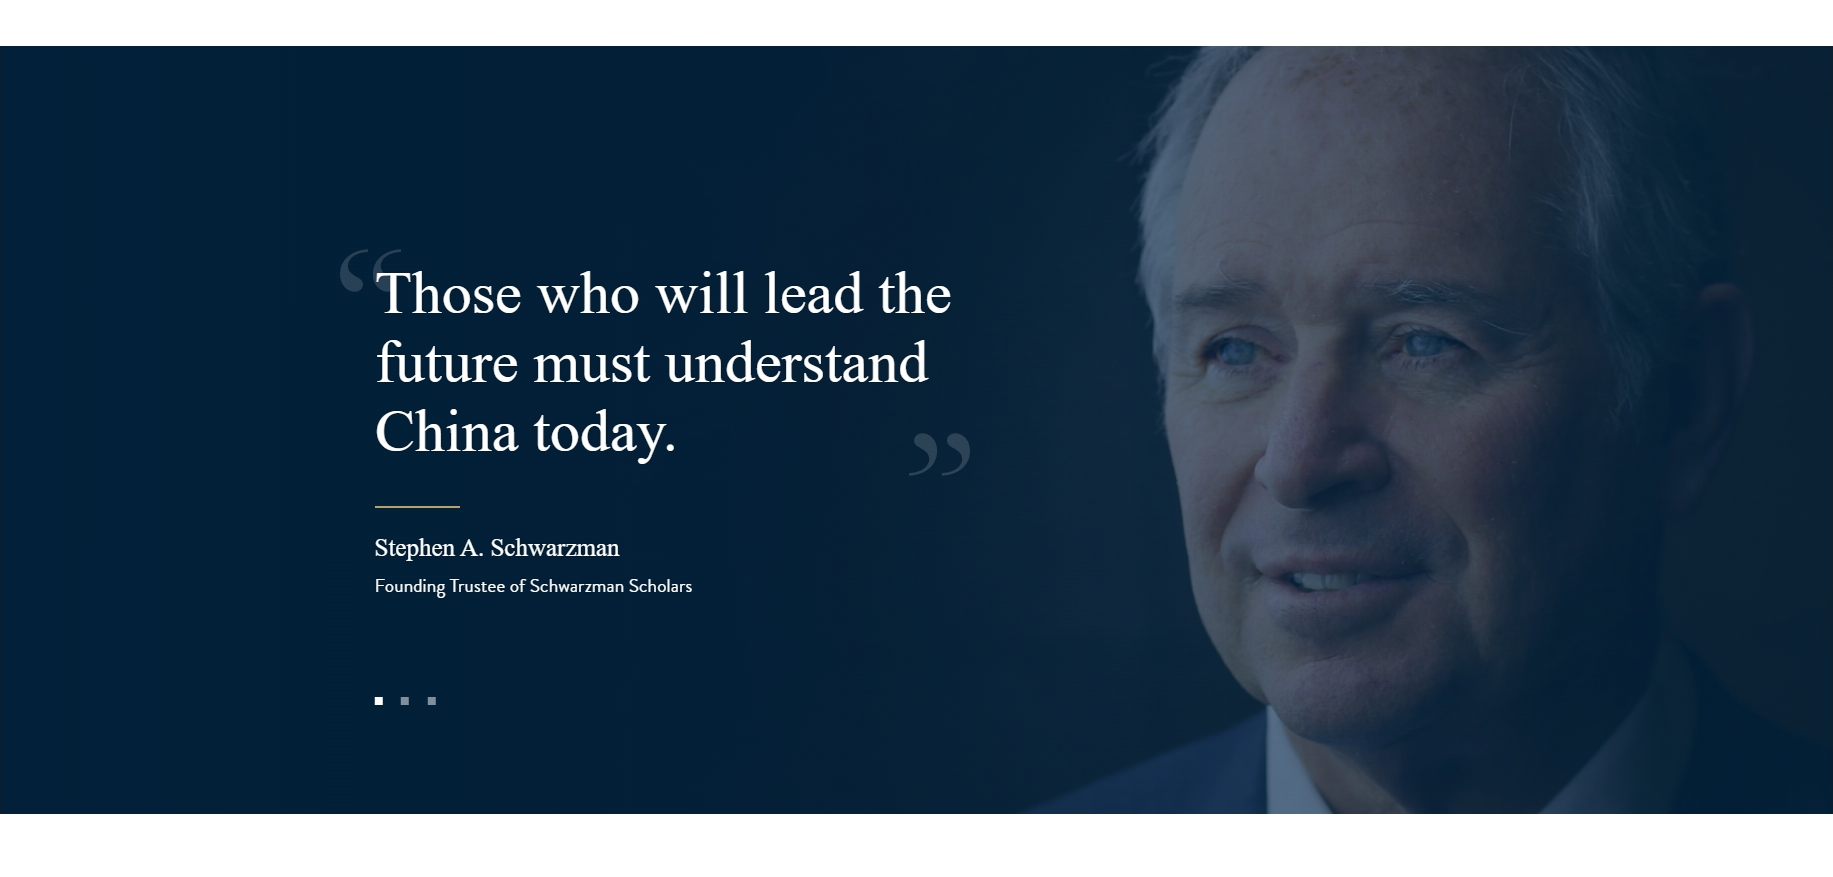 “Those who will lead the
future must understand
China today.”
Stephen A. Schwarzman
Founding Trustee of Schwarzman Scholars